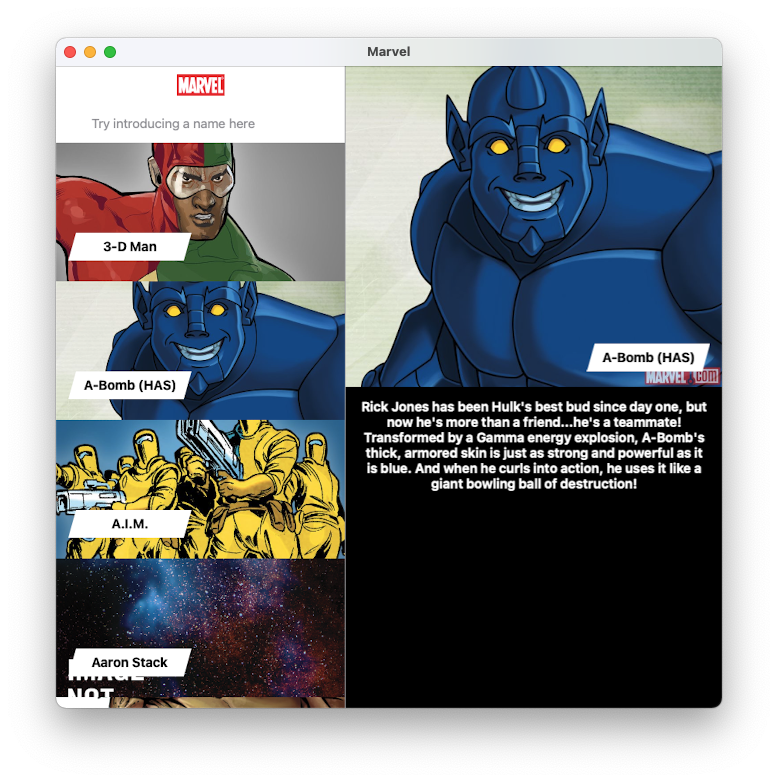 Marvel
MARVEL
Try introducing a name here
3-D Man
A-Bomb (HAS)
A.I.M.
Aaron Stack
IMAGE
NOT
A-Bomb (HAS)
MARVEL.com
Rick Jones has been Hulk's best bud since day one, but
now he's more than a friend...he's a teammate!
Transformed by a Gamma energy explosion, A-Bomb's
thick, armored skin is just as strong and powerful as it
is blue. And when he curls into action, he uses it like a
giant bowling ball of destruction!